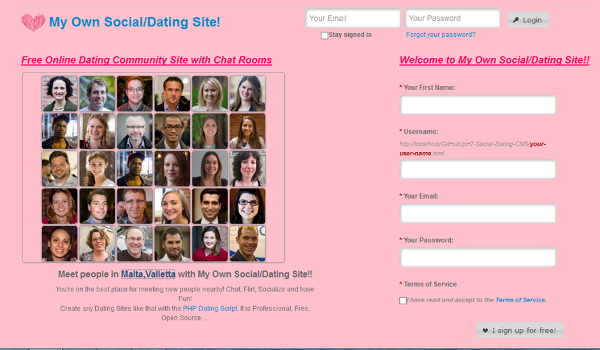 My Own Social/Dating Site!
Your Email
Your Password
Login
Stay signed in
Forgot your password?
Free Online Dating Community Site with Chat Rooms
Welcome to My Own Social/Dating Site!!
* Your First Name:
* Username:
http://localhost/GitHub/pH7-Social-Dating-CMS/your-
user-name.html
* Your Email:
* Your Password:
Meet people in Malta,Valletta with My Own Social/Dating Site!!
You're on the best place for meeting new people nearby! Chat, Flirt, Socialize and have
Fun!
Create any Dating Sites like that with the PHP Dating Script. It is Professional, Free,
Open Source, ...
* Terms of Service
I have read and accept to the Terms of Service.
I sign up for free!